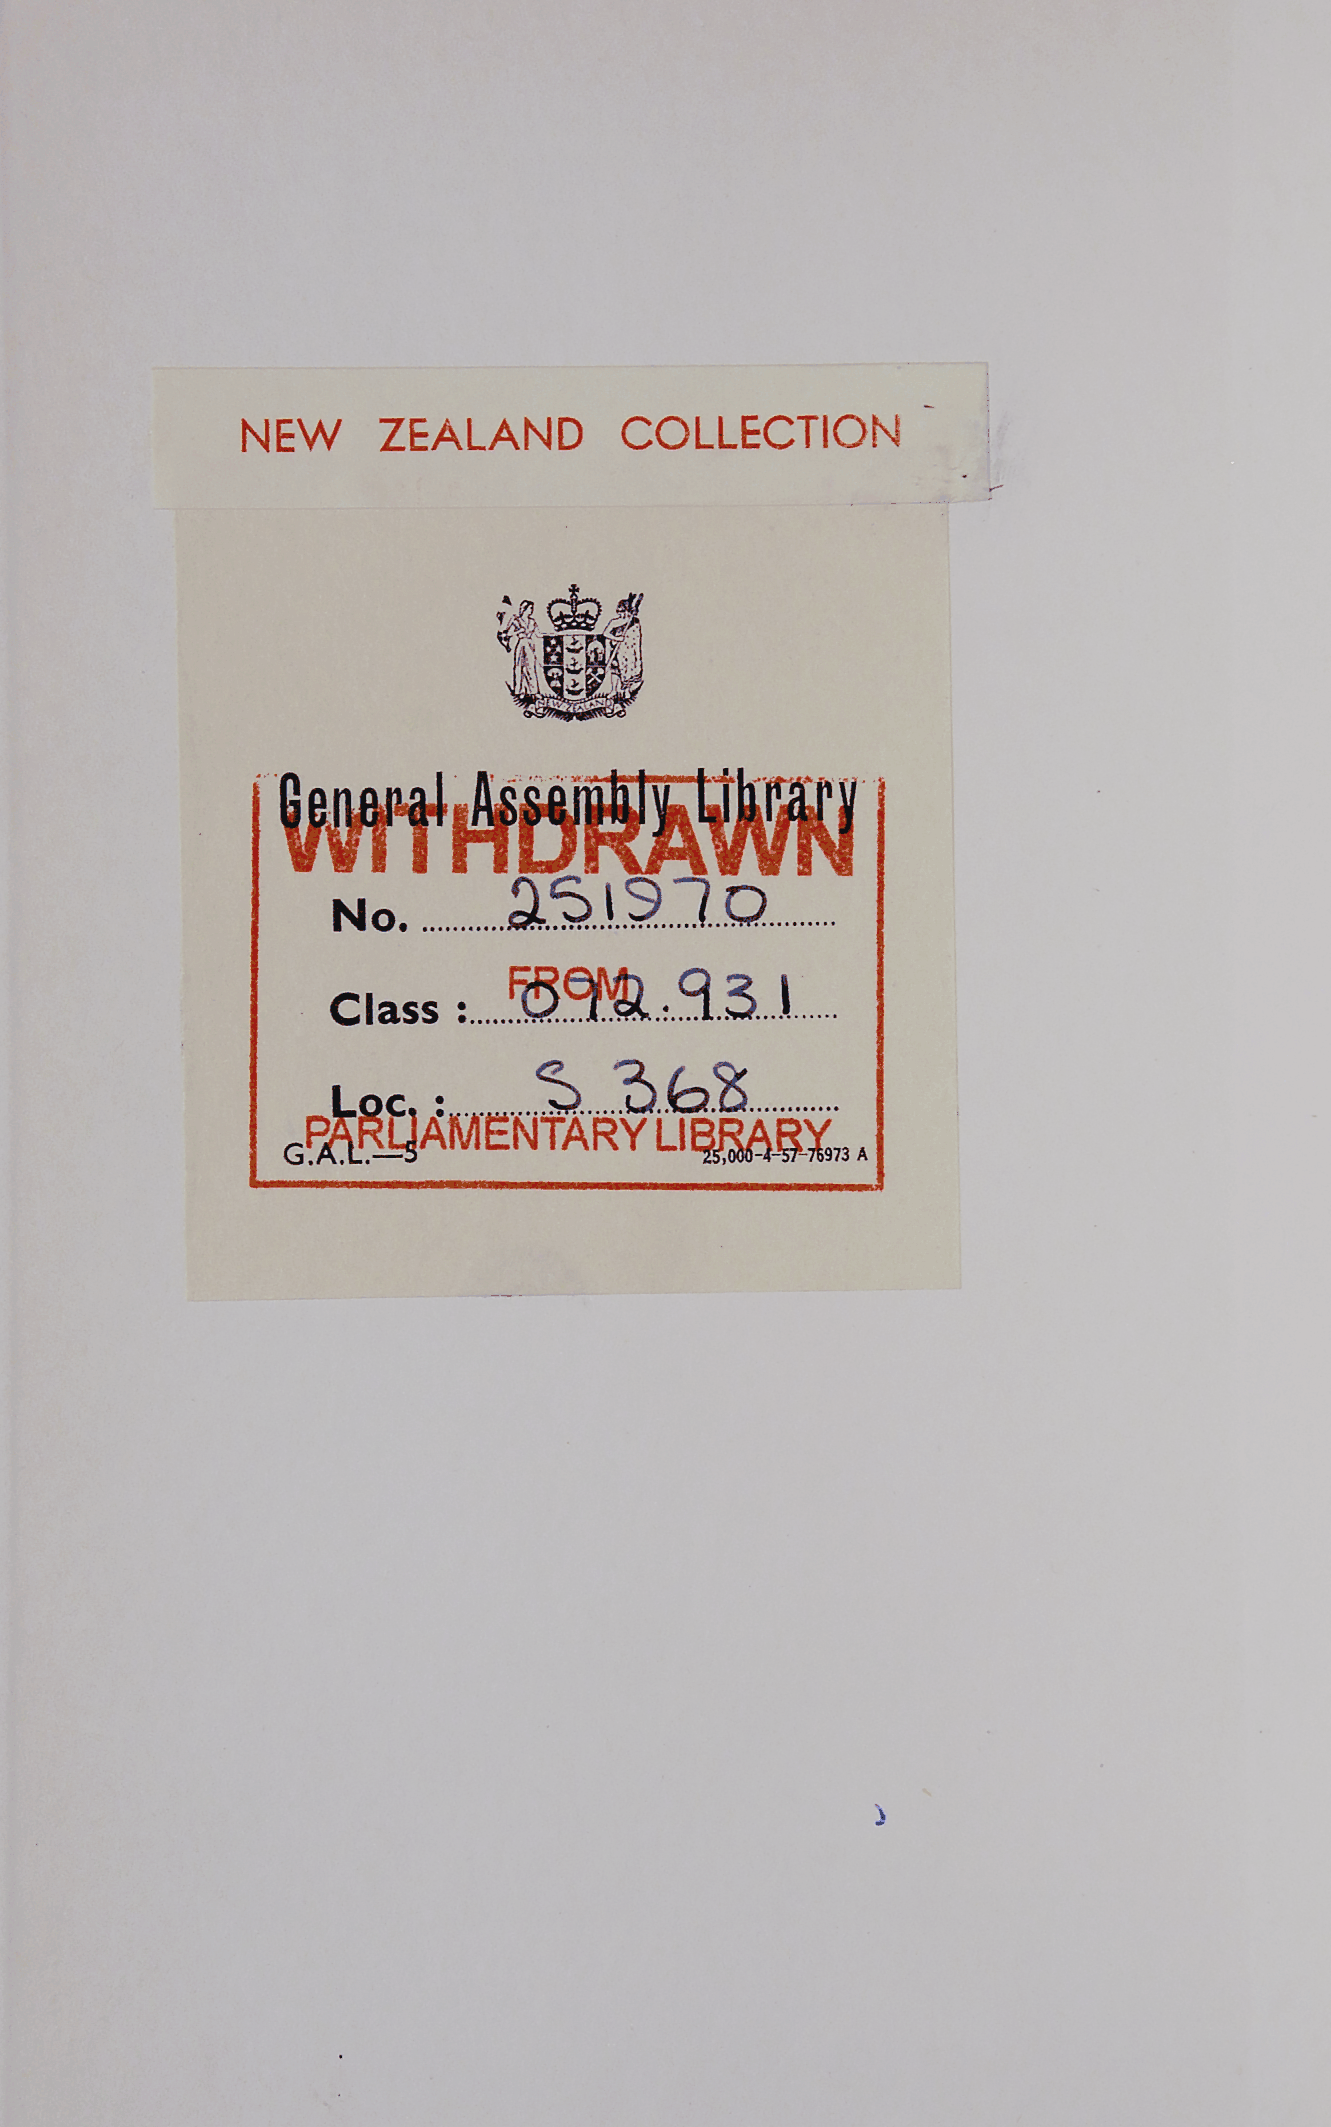 NEW ZEALAND COLLECTION
NEW ZEALAND
General Assembly Library
WITHDRAWN
No. 251970
FROM
Class : 092.931
Loc. : S 368
PARLIAMENTARY LIBRARY
G.A.L.—5 25,000-4-57-76973 A